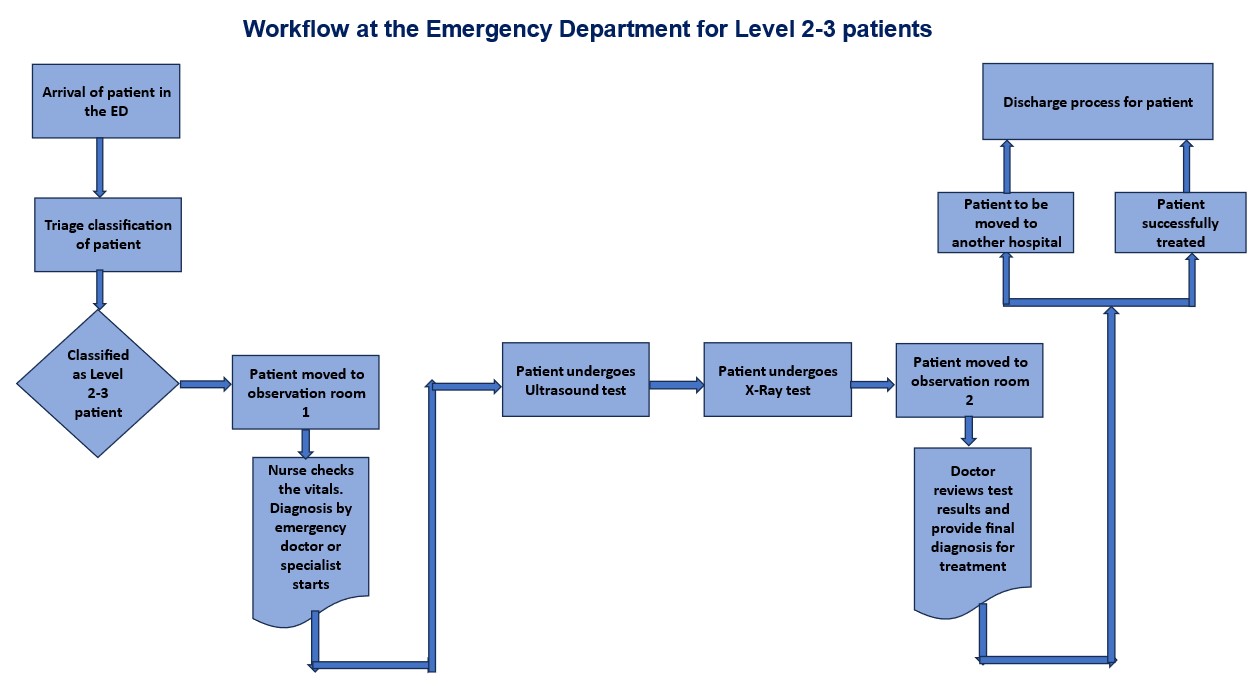 Workflow at the Emergency Department for Level 2-3 patients
Arrival of patient in
the ED
Triage classification
of patient
Classified
as Level
2-3
patient
Patient moved to
observation room
1
Nurse checks
the vitals.
Diagnosis by
emergency
doctor or
specialist
starts
Patient undergoes
Ultrasound test
Patient undergoes
X-Ray test
Patient moved to
observation room
2
Doctor
reviews test
results and
provide final
diagnosis for
treatment
Patient to be
moved to
another hospital
Patient
successfully
treated
Discharge process for patient